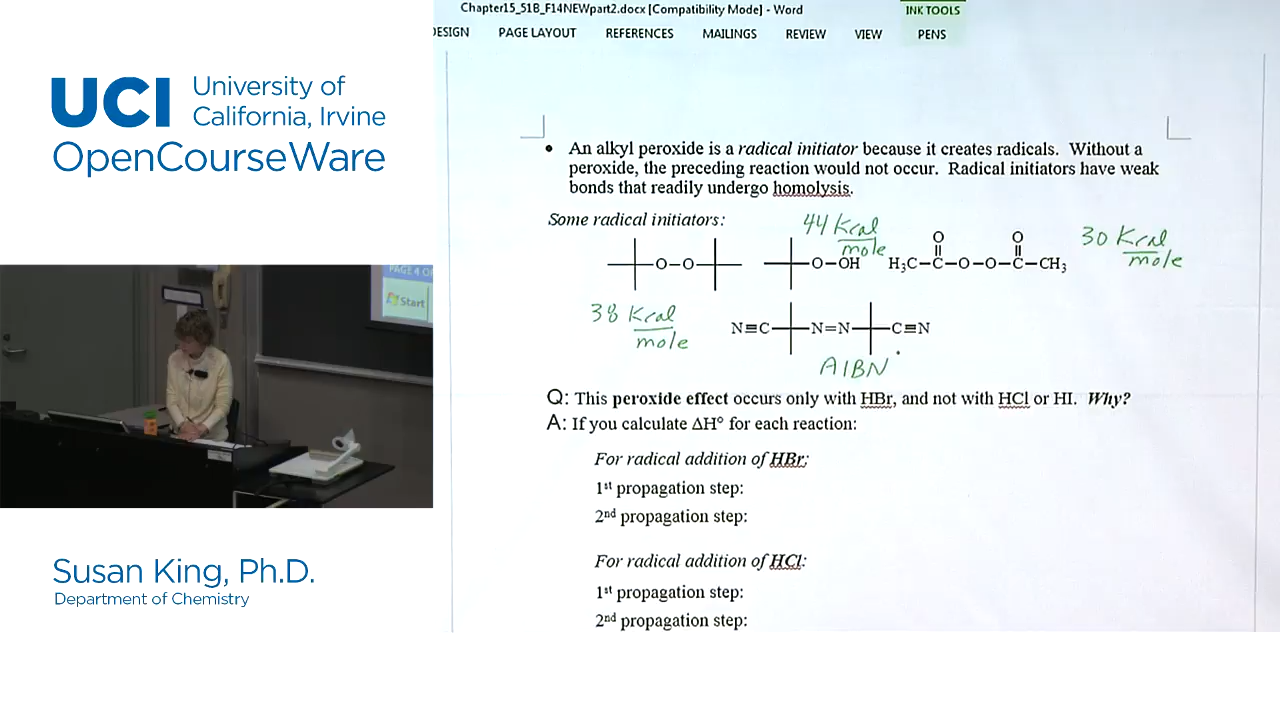 Chapter15_51B_F14NEWpart2.docx [Compatibility Mode] - Word
INK TOOLS
DESIGN PAGE LAYOUT REFERENCES MAILINGS REVIEW VIEW PENS
UCI University of California, Irvine
OpenCourseWare
• An alkyl peroxide is a radical initiator because it creates radicals. Without a
peroxide, the preceding reaction would not occur. Radical initiators have weak
bonds that readily undergo homolysis.
Some radical initiators:
44 Kcal
mole
30 Kcal
mole
O–O
O–OH
O O
H₃C–C–O–O–C–CH₃
38 Kcal
mole
N≡C N=N C≡N
AIBN
Q: This peroxide effect occurs only with HBr, and not with HCl or HI. Why?
A: If you calculate ΔH° for each reaction:
For radical addition of HBr:
1st propagation step:
2nd propagation step:
For radical addition of HCl:
1st propagation step:
2nd propagation step:
PAGE 4 O
Start
Susan King, Ph.D.
Department of Chemistry